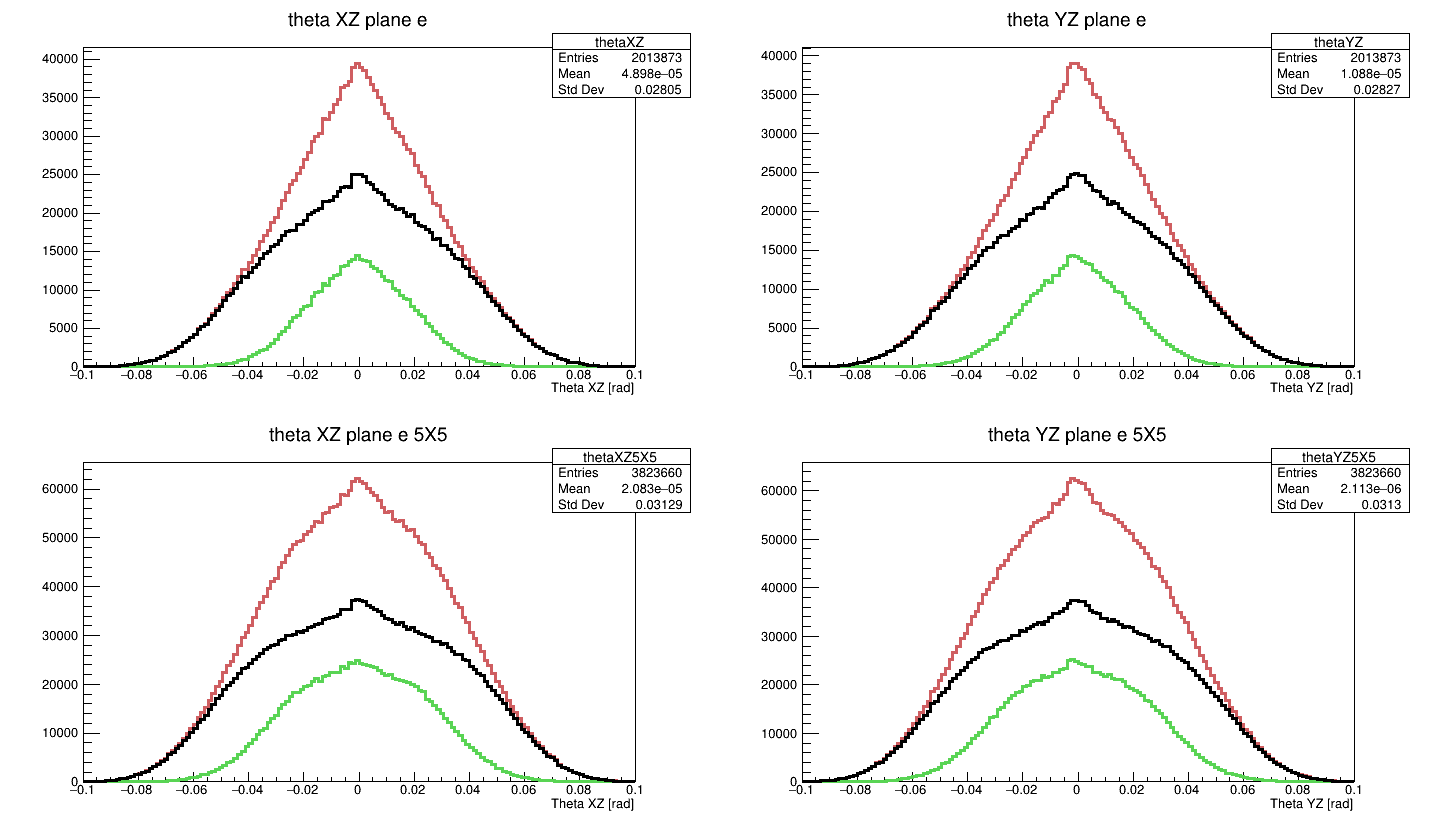 theta XZ plane e
thetaXZ
Entries 2013873
Mean 4.898e−05
Std Dev 0.02805
40000
35000
30000
25000
20000
15000
10000
5000
0
−0.1 −0.08 −0.06 −0.04 −0.02 0 0.02 0.04 0.06 0.08 0.1
Theta XZ [rad]
theta YZ plane e
thetaYZ
Entries 2013873
Mean 1.088e−05
Std Dev 0.02827
40000
35000
30000
25000
20000
15000
10000
5000
0
−0.1 −0.08 −0.06 −0.04 −0.02 0 0.02 0.04 0.06 0.08 0.1
Theta YZ [rad]
theta XZ plane e 5X5
thetaXZ5X5
Entries 3823660
Mean 2.083e−05
Std Dev 0.03129
60000
50000
40000
30000
20000
10000
0
−0.1 −0.08 −0.06 −0.04 −0.02 0 0.02 0.04 0.06 0.08 0.1
Theta XZ [rad]
theta YZ plane e 5X5
thetaYZ5X5
Entries 3823660
Mean 2.113e−06
Std Dev 0.0313
60000
50000
40000
30000
20000
10000
0
−0.1 −0.08 −0.06 −0.04 −0.02 0 0.02 0.04 0.06 0.08 0.1
Theta YZ [rad]